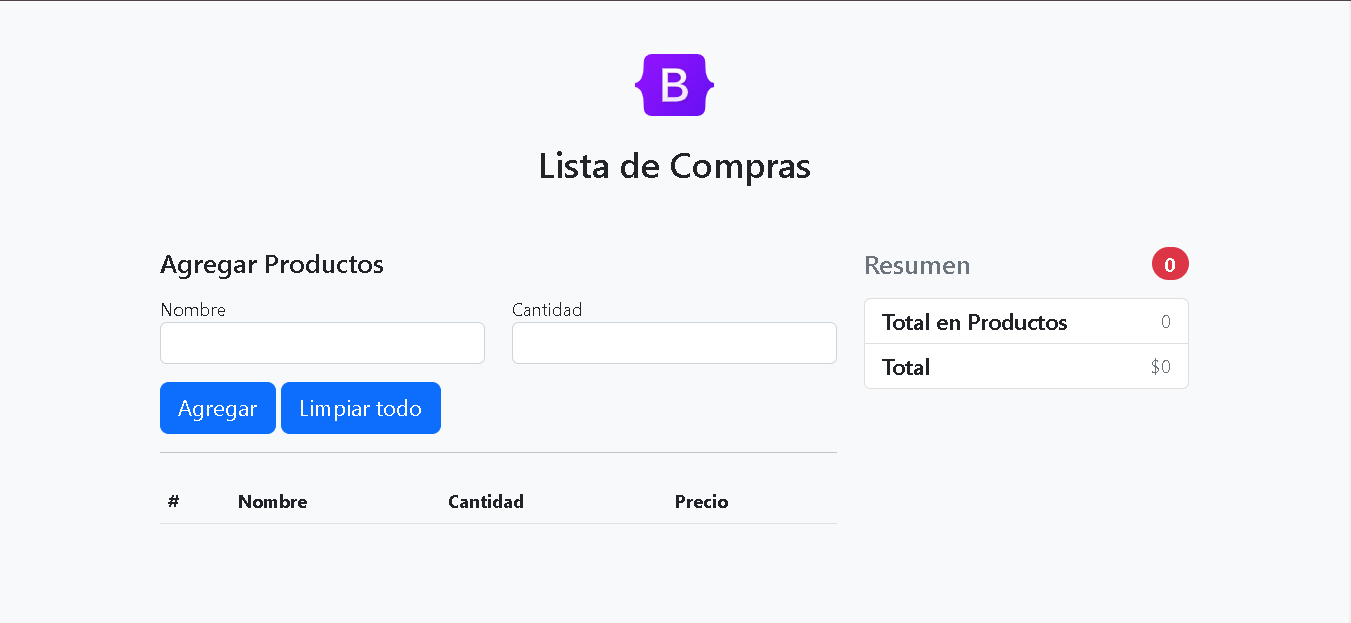 B
Lista de Compras
Agregar Productos
Nombre
Cantidad
Agregar
Limpiar todo
#
Nombre
Cantidad
Precio
Resumen
0
Total en Productos
0
Total
$0